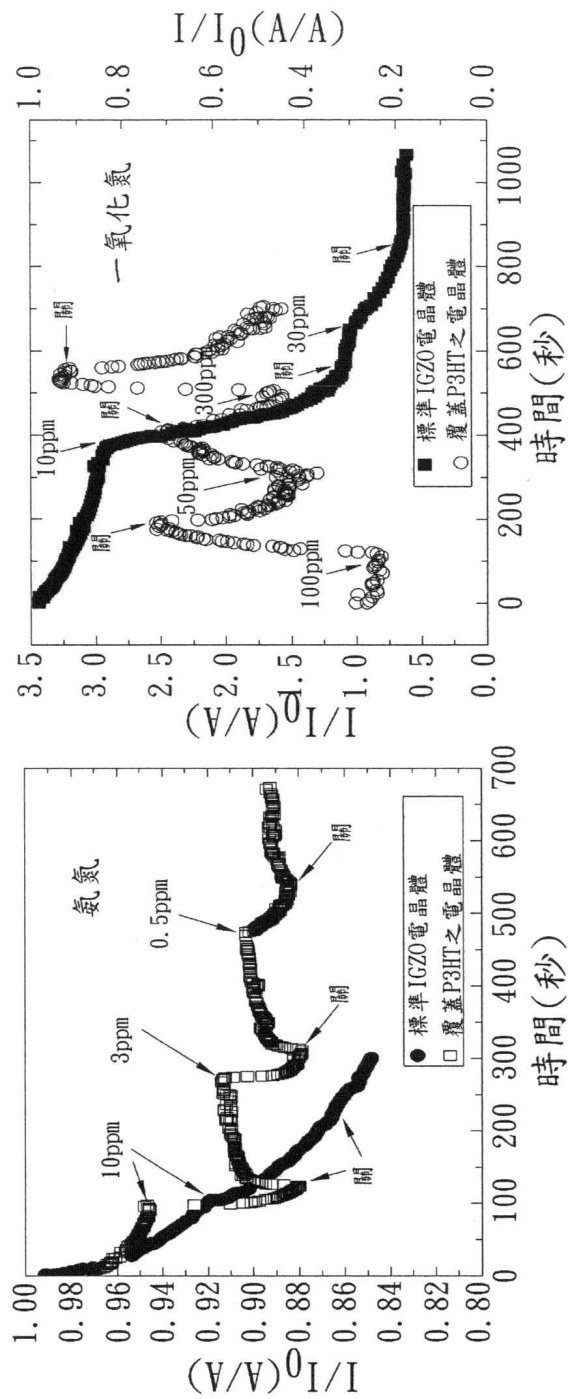 氨氮
I/I0(A/A)
1.00
0.98
0.96
0.94
0.92
0.90
0.88
0.86
0.84
0.82
0.80
10ppm
3ppm
0.5ppm
關
關
關
●標準IGZO電晶體
□覆蓋P3HT之電晶體
0
100
200
300
400
500
600
700
時間(秒)
一氧化氮
I/I0(A/A)
3.5
3.0
2.5
2.0
1.5
1.0
0.5
0.0
I/I0(A/A)
1.0
0.8
0.6
0.4
0.2
0.0
100ppm
關
50ppm
10ppm
關
300ppm
關
關
30ppm
關
■標準IGZO電晶體
○覆蓋P3HT之電晶體
0
200
400
600
800
1000
時間(秒)